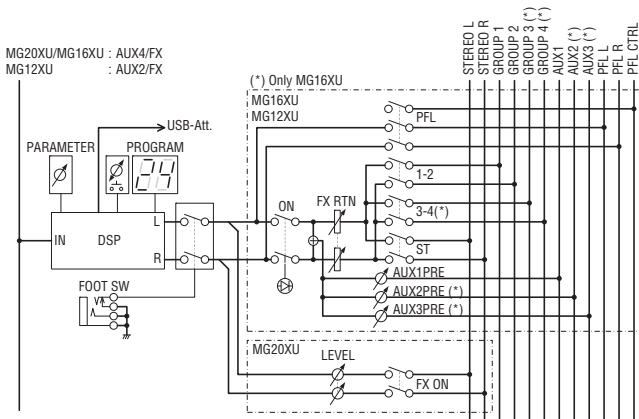 MG20XU/MG16XU : AUX4/FX
MG12XU : AUX2/FX
STEREO L
STEREO R
GROUP 1
GROUP 2
GROUP 3 (*)
GROUP 4 (*)
AUX1
AUX2 (*)
AUX3 (*)
PFL L
PFL R
PFL CTRL
(*) Only MG16XU
MG16XU
MG12XU
PFL
USB-Att.
PARAMETER
PROGRAM
24
1-2
ON
FX RTN
3-4(*)
L
IN
DSP
R
ST
FOOT SW
AUX1PRE
AUX2PRE (*)
AUX3PRE (*)
MG20XU
LEVEL
FX ON